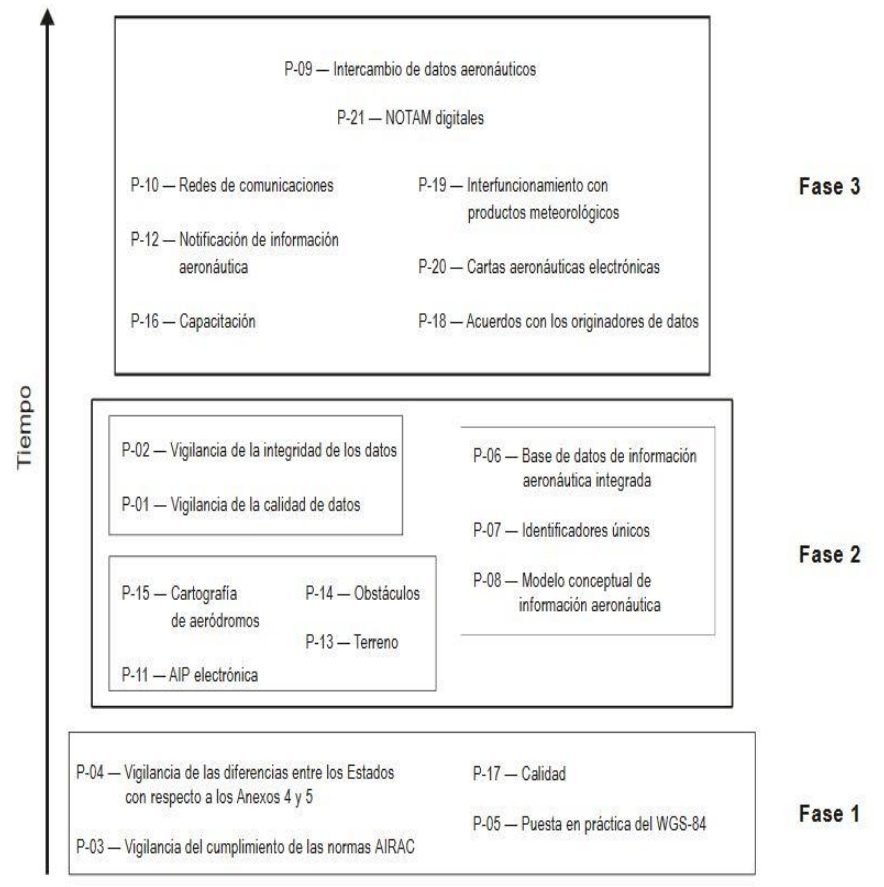 P-09 — Intercambio de datos aeronáuticos
P-21 — NOTAM digitales
P-10 — Redes de comunicaciones
P-12 — Notificación de información
aeronáutica
P-16 — Capacitación
P-19 — Interfuncionamiento con
productos meteorológicos
P-20 — Cartas aeronáuticas electrónicas
P-18 — Acuerdos con los originadores de datos
Fase 3
Tiempo
P-02 — Vigilancia de la integridad de los datos
P-01 — Vigilancia de la calidad de datos
P-15 — Cartografía
de aeródromos
P-11 — AIP electrónica
P-14 — Obstáculos
P-13 — Terreno
P-06 — Base de datos de información
aeronáutica integrada
P-07 — Identificadores únicos
P-08 — Modelo conceptual de
información aeronáutica
Fase 2
P-04 — Vigilancia de las diferencias entre los Estados
con respecto a los Anexos 4 y 5
P-03 — Vigilancia del cumplimiento de las normas AIRAC
P-17 — Calidad
P-05 — Puesta en práctica del WGS-84
Fase 1